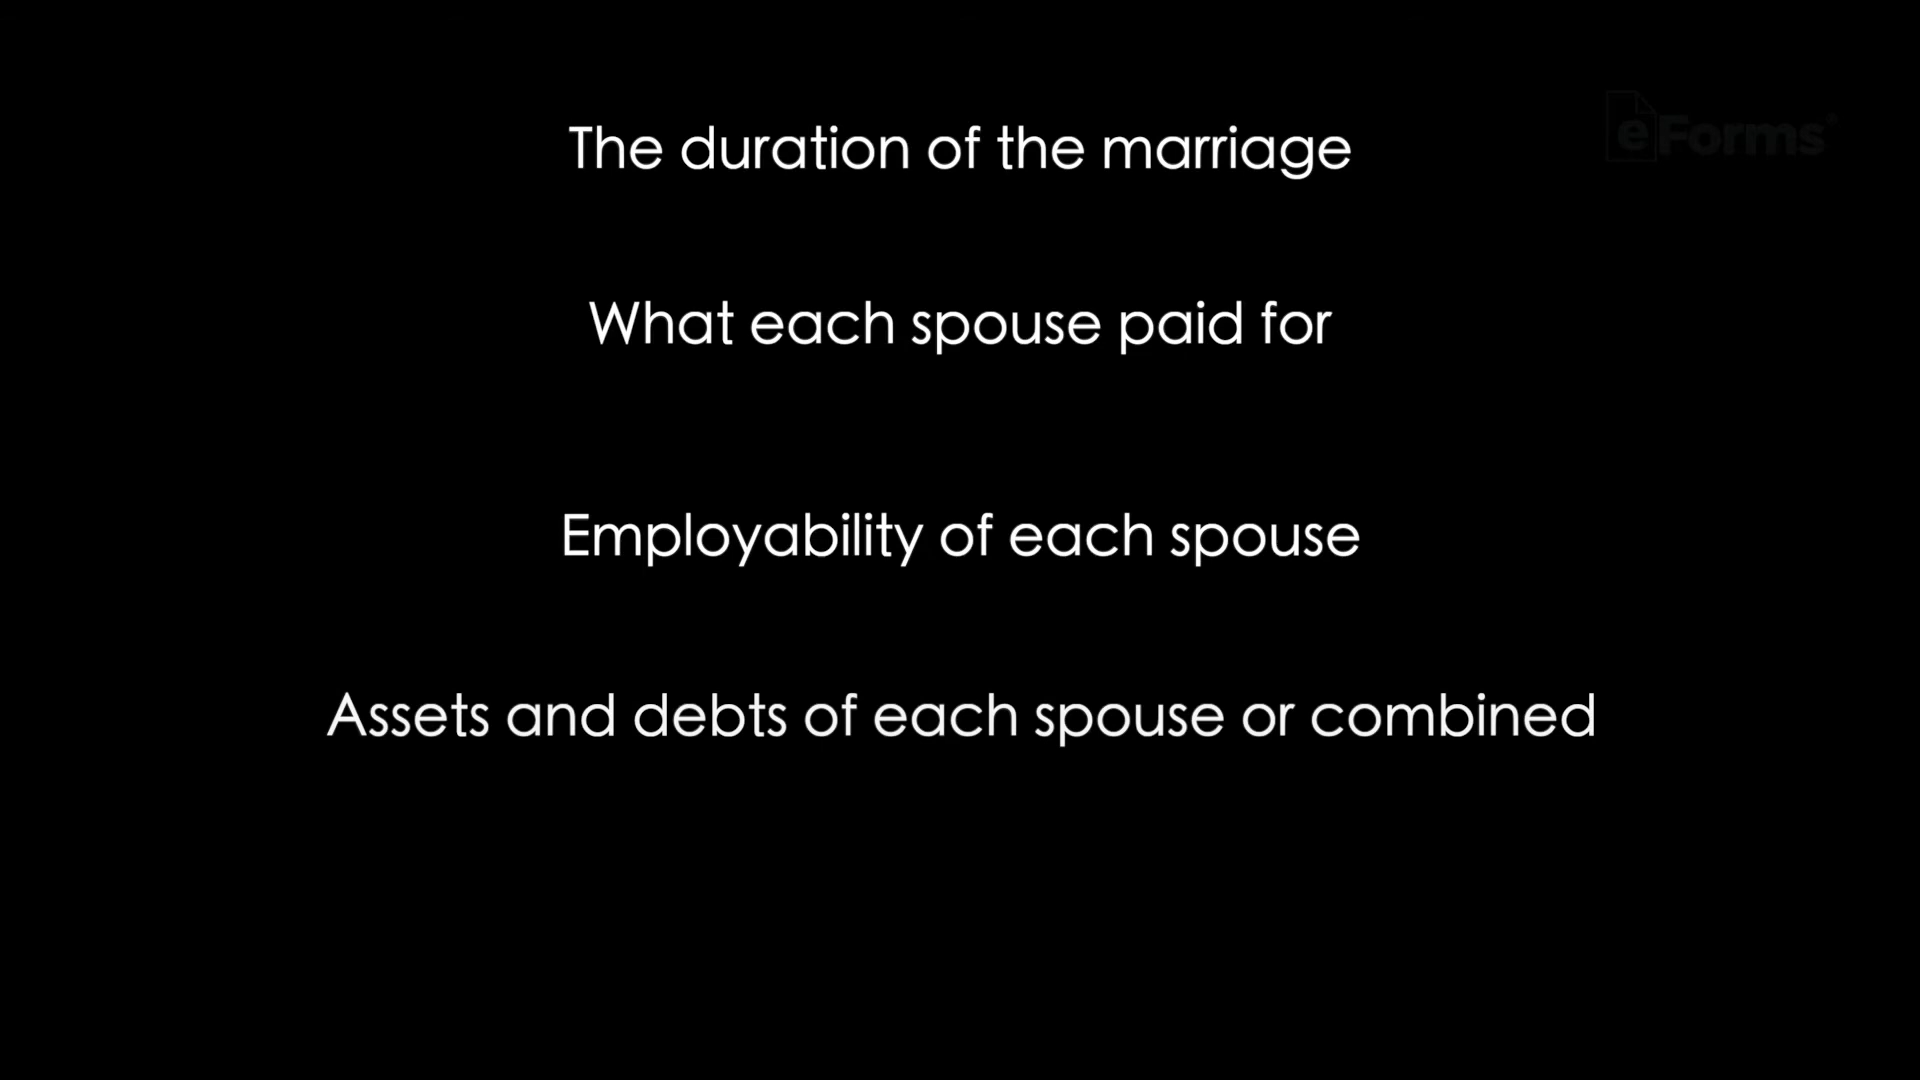 eForms®
The duration of the marriage
What each spouse paid for
Employability of each spouse
Assets and debts of each spouse or combined